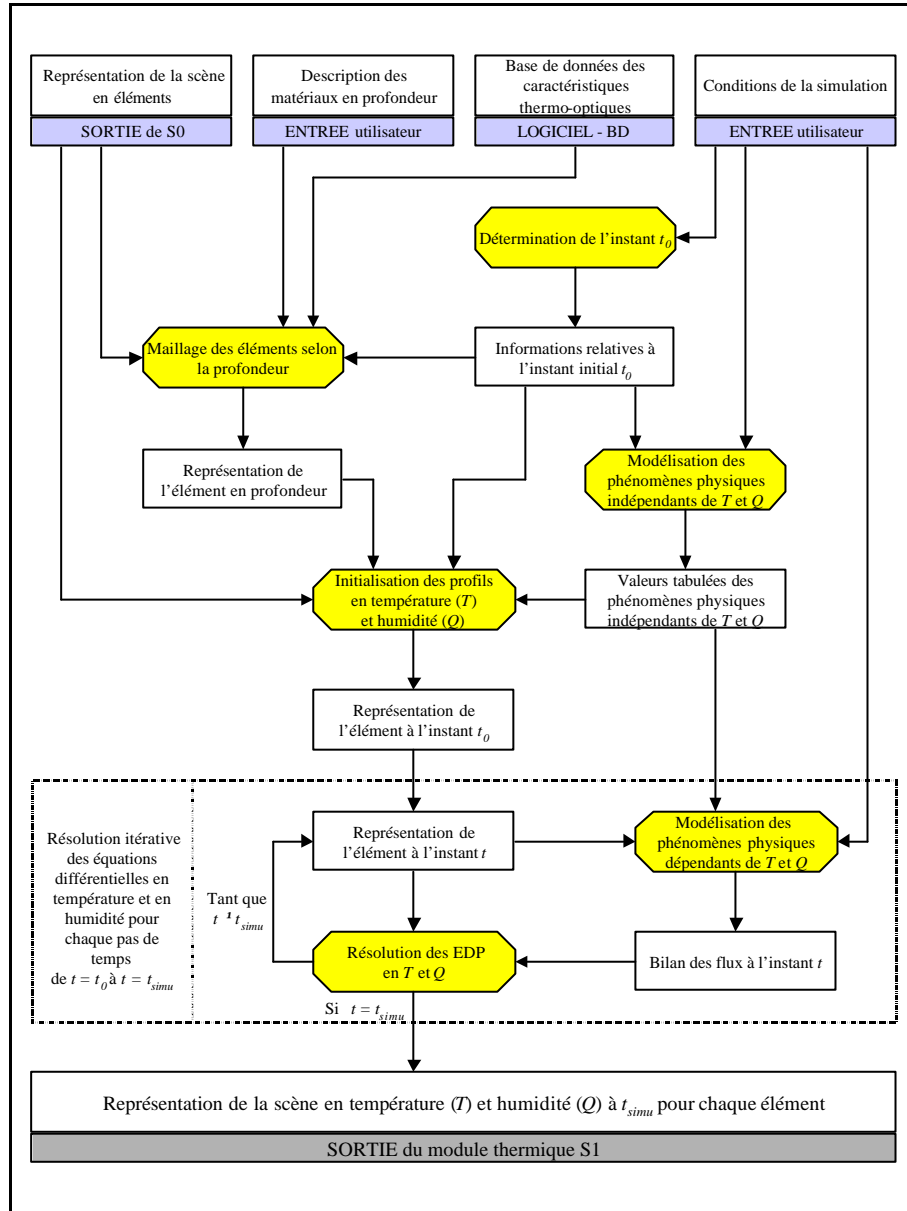 Représentation de la scène
en éléments
SORTIE de S0
Description des
matériaux en profondeur
ENTREE utilisateur
Base de données des
caractéristiques
thermo-optiques
LOGICIEL - BD
Conditions de la simulation
ENTREE utilisateur
Détermination de l'instant t0
Maillage des éléments selon
la profondeur
Informations relatives à
l'instant initial t0
Représentation de
l'élément en profondeur
Modélisation des
phénomènes physiques
indépendants de T et Q
Initialisation des profils
en température (T)
et humidité (Q)
Valeurs tabulées des
phénomènes physiques
indépendants de T et Q
Représentation de
l'élément à l'instant t0
Résolution itérative
des équations
différentielles en
température et en
humidité pour
chaque pas de
temps
de t = t0 à t = tsimu
Tant que
t ¹ tsimu
Représentation de
l'élément à l'instant t
Modélisation des
phénomènes physiques
dépendants de T et Q
Résolution des EDP
en T et Q
Bilan des flux à l'instant t
Si t = tsimu
Représentation de la scène en température (T) et humidité (Q) à tsimu pour chaque élément
SORTIE du module thermique S1